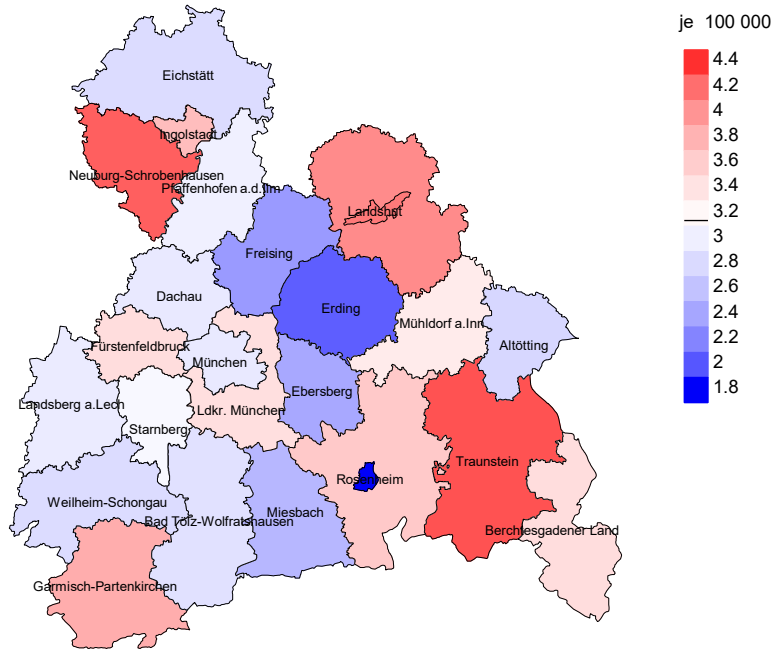 je 100 000
4.4
4.2
4
3.8
3.6
3.4
3.2
3
2.8
2.6
2.4
2.2
2
1.8
Eichstätt
Ingolstadt
Neuburg-Schrobenhausen
Pfaffenhofen a.d.Ilm
Landshut
Freising
Dachau
Erding
Mühldorf a.Inn
Altötting
Fürstenfeldbruck
München
Ebersberg
Landsberg a.Lech
Ldkr. München
Starnberg
Traunstein
Rosenheim
Weilheim-Schongau
Miesbach
Bad Tölz-Wolfratshausen
Berchtesgadener Land
Garmisch-Partenkirchen